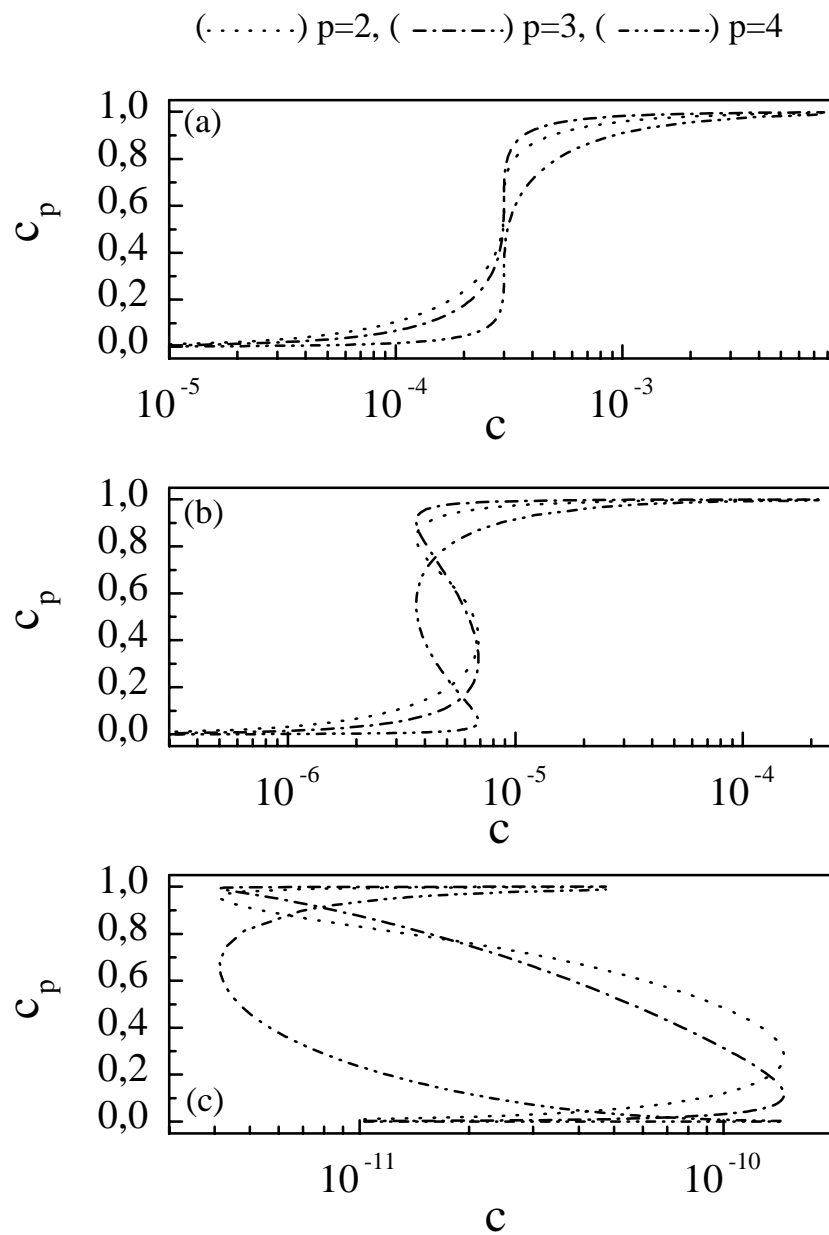 (······) p=2, ( —·—·—) p=3, ( —··—··—) p=4
(a)
1,0
0,8
0,6
0,4
0,2
0,0
c_p
10^-5
10^-4
10^-3
c
(b)
1,0
0,8
0,6
0,4
0,2
0,0
c_p
10^-6
10^-5
10^-4
c
1,0
0,8
0,6
0,4
0,2
0,0
c_p
(c)
10^-11
10^-10
c